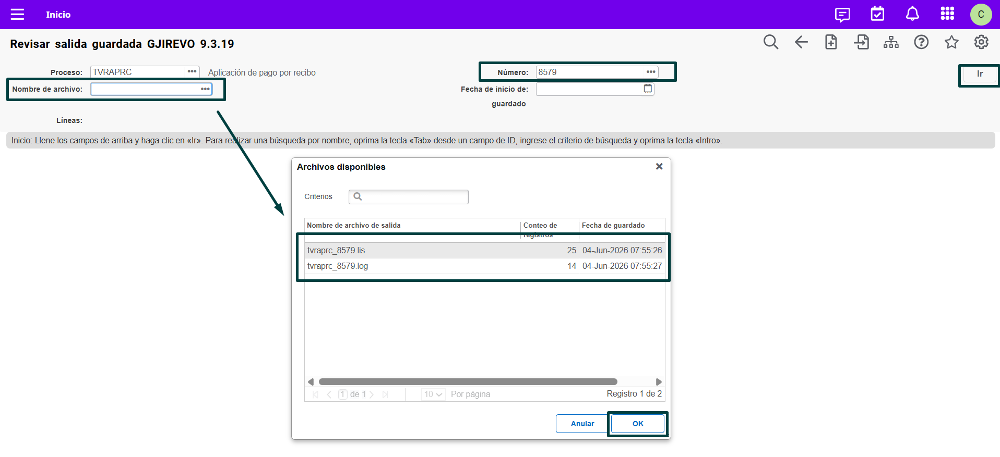 Inicio
C
Revisar salida guardada GJIREVO 9.3.19
Proceso: TVRAPRC ••• Aplicación de pago por recibo
Número: 8579 •••
Ir
Nombre de archivo: •••
Fecha de inicio de:
guardado
Líneas:
Inicio: Llene los campos de arriba y haga clic en «Ir». Para realizar una búsqueda por nombre, oprima la tecla «Tab» desde un campo de ID, ingrese el criterio de búsqueda y oprima la tecla «Intro».
Archivos disponibles
Criterios
Nombre de archivo de salida Conteo de registros Fecha de guardado
tvraprc_8579.lis 25 04-Jun-2026 07:55:26
tvraprc_8579.log 14 04-Jun-2026 07:55:27
1 de 1 10 Por página Registro 1 de 2
Anular OK